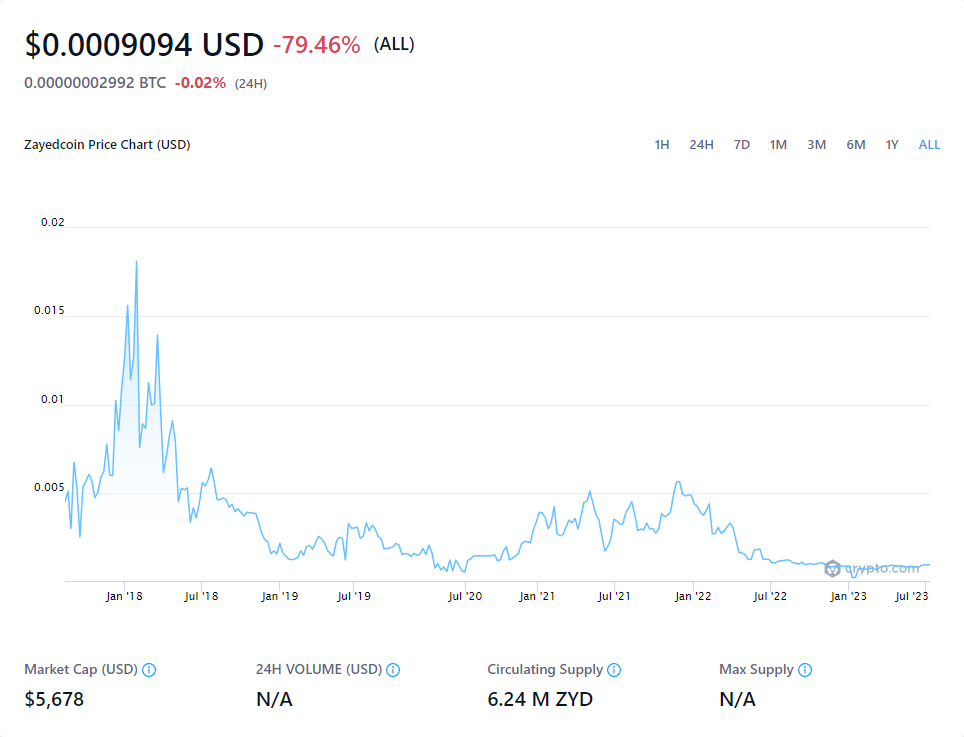 $0.0009094 USD -79.46% (ALL)
0.00000002992 BTC -0.02% (24H)
Zayedcoin Price Chart (USD) 1H 24H 7D 1M 3M 6M 1Y ALL
0.02
0.015
0.01
0.005
crypto.com
Jan '18 Jul '18 Jan '19 Jul '19 Jul '20 Jan '21 Jul '21 Jan '22 Jul '22 Jan '23 Jul '23
Market Cap (USD) 24H VOLUME (USD) Circulating Supply Max Supply
$5,678 N/A 6.24 M ZYD N/A